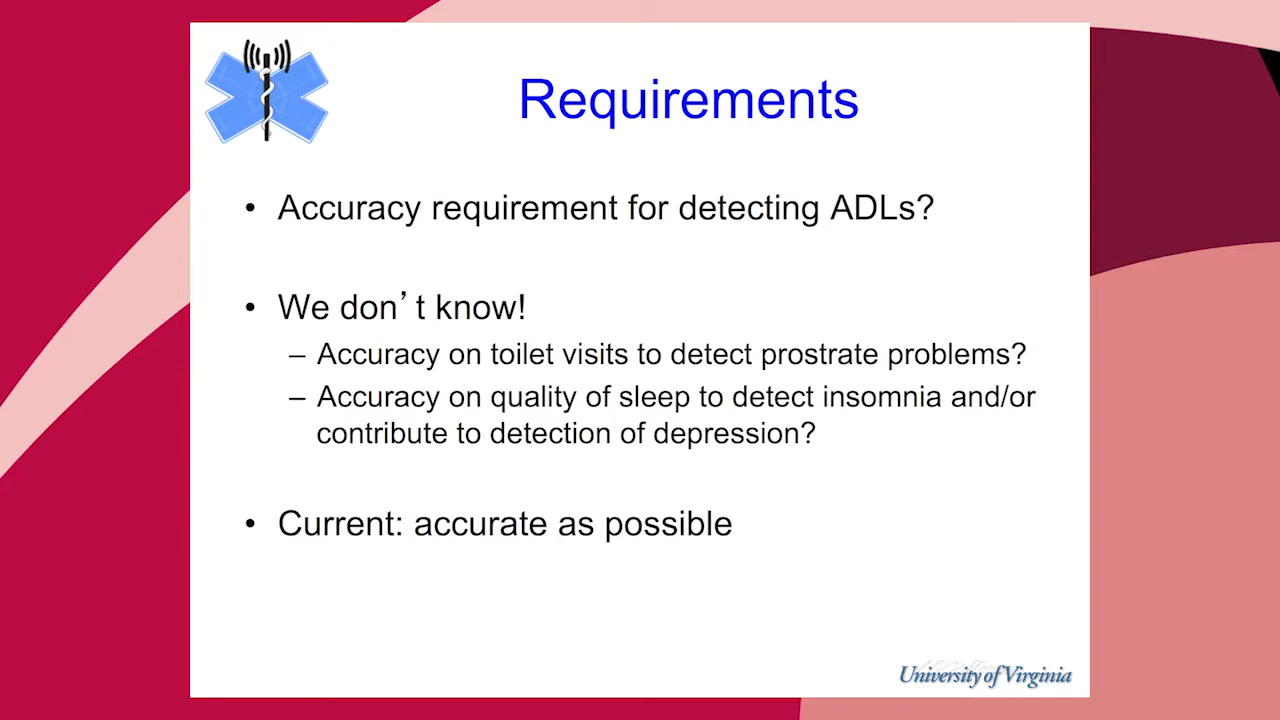 Requirements
• Accuracy requirement for detecting ADLs?
• We don’t know!
– Accuracy on toilet visits to detect prostrate problems?
– Accuracy on quality of sleep to detect insomnia and/or
contribute to detection of depression?
• Current: accurate as possible
University of Virginia